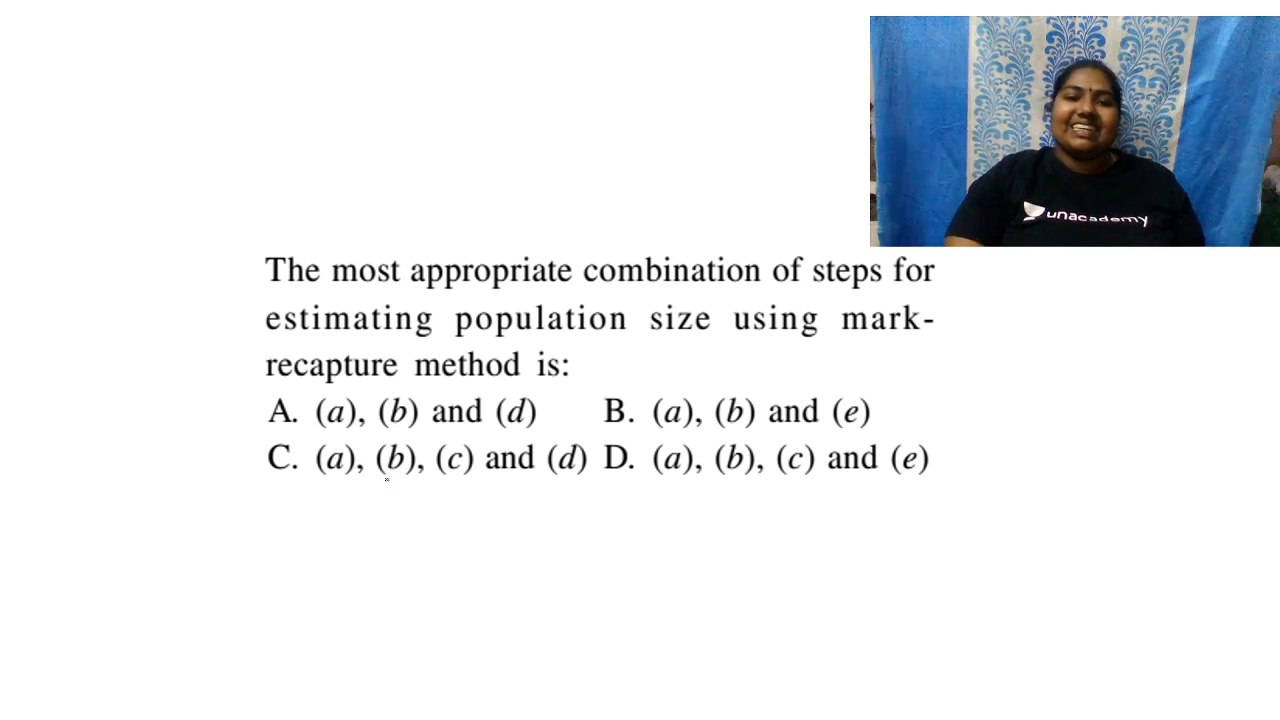 unacademy
The most appropriate combination of steps for
estimating population size using mark-
recapture method is:
A. (a), (b) and (d) B. (a), (b) and (e)
C. (a), (b), (c) and (d) D. (a), (b), (c) and (e)